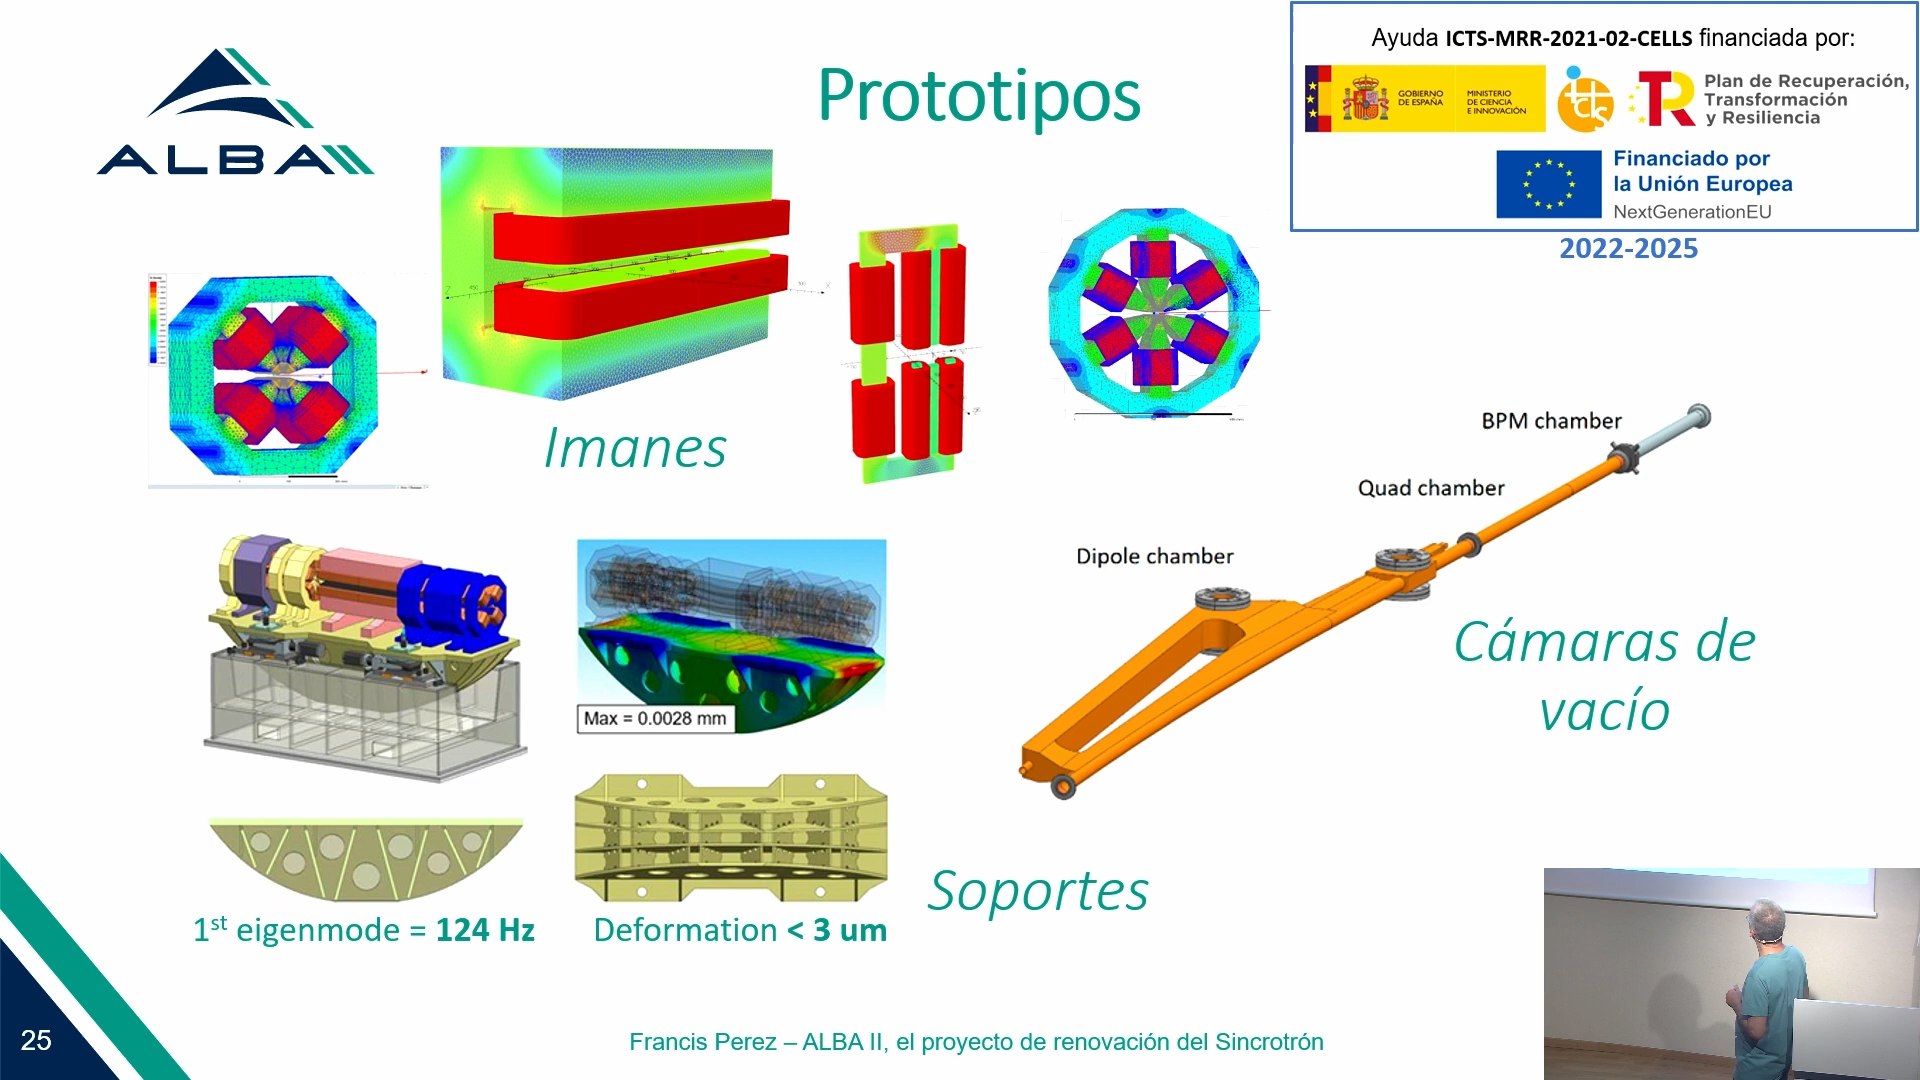 ALBA
Prototipos
Ayuda ICTS-MRR-2021-02-CELLS financiada por:
GOBIERNO
DE ESPAÑA
MINISTERIO
DE CIENCIA
E INNOVACIÓN
Plan de Recuperación,
Transformación
y Resiliencia
Financiado por
la Unión Europea
NextGenerationEU
2022-2025
Imanes
BPM chamber
Quad chamber
Dipole chamber
Cámaras de
vacío
Max = 0.0028 mm
Soportes
1st eigenmode = 124 Hz
Deformation < 3 um
25
Francis Perez – ALBA II, el proyecto de renovación del Sincrotrón